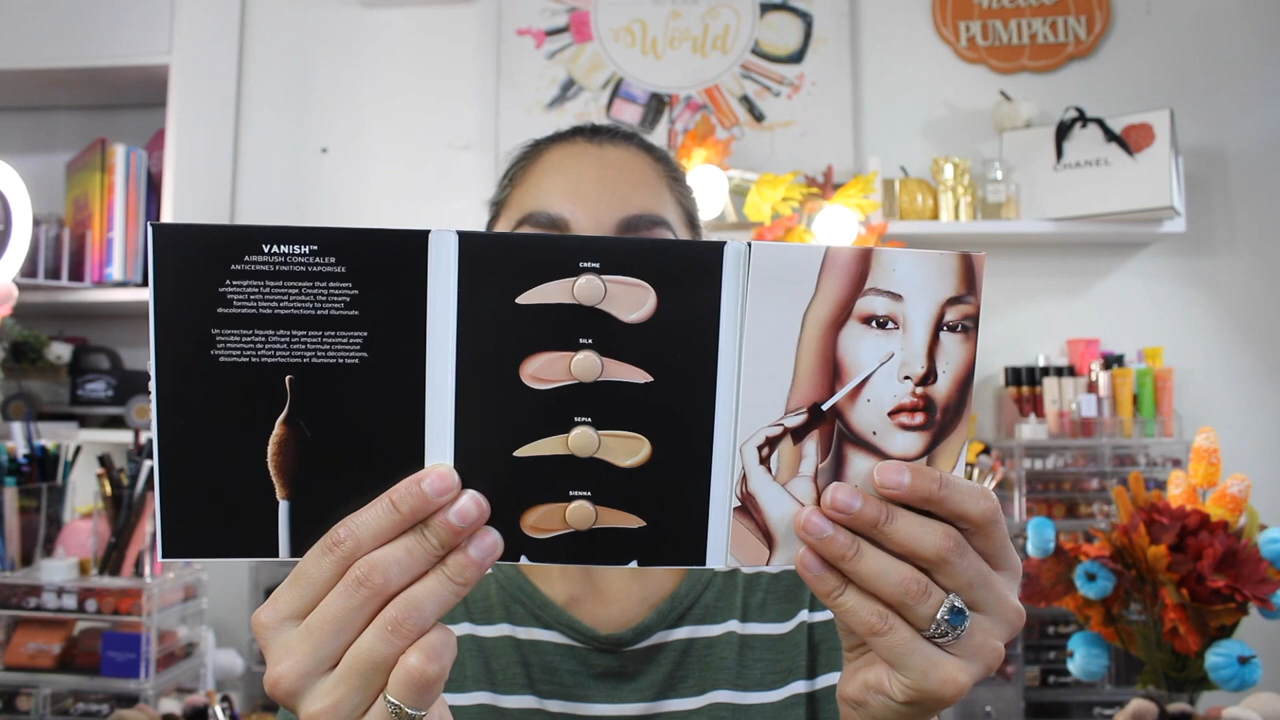 World
hello
PUMPKIN
CHANEL
VANISH™
AIRBRUSH CONCEALER
ANTICERNES FINITION VAPORISÉE
A weightless liquid concealer that delivers
undetectable full coverage. Creating maximum
impact with minimal product, the creamy
formula blends effortlessly to correct
discoloration, hide imperfections and illuminate.
Un correcteur liquide ultra léger pour une couvrance
invisible parfaite. Offrant un impact maximal avec
un minimum de produit, cette formule crémeuse
s'estompe sans effort pour corriger les décolorations,
dissimuler les imperfections et illuminer le teint.
CRÈME
SILK
SEPIA
SIENNA